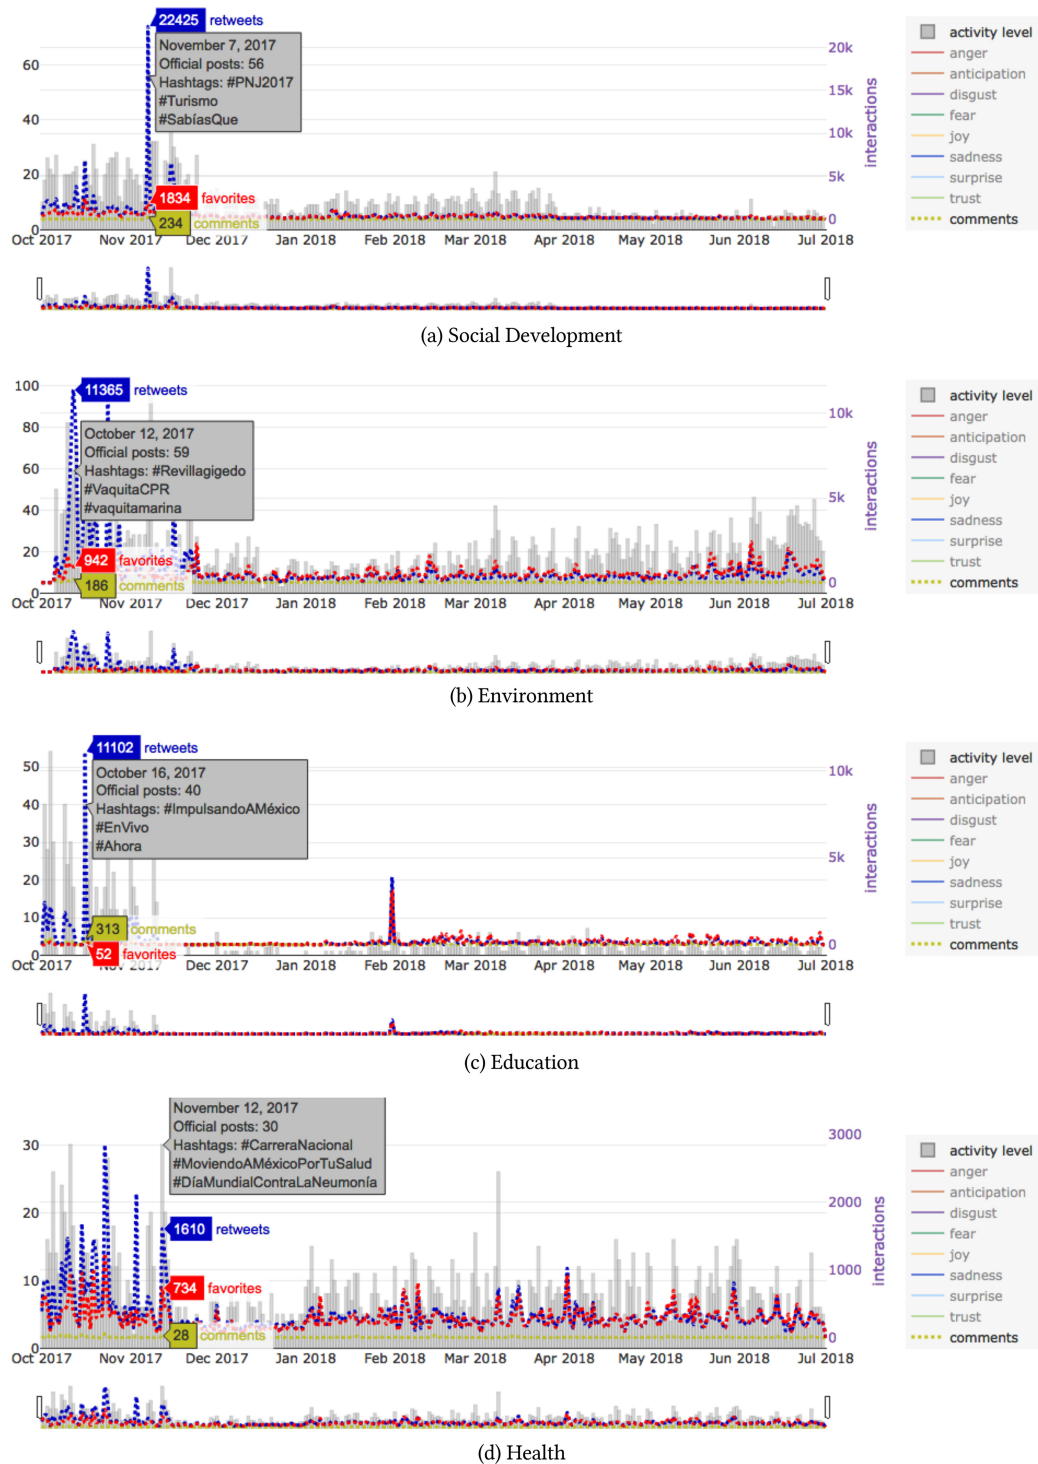 22425 retweets
November 7, 2017
Official posts: 56
Hashtags: #PNJ2017
#Turismo
#SabíasQue
1834 favorites
234 comments
60
40
20
0
20k
15k
10k
5k
0
interactions
Oct 2017 Nov 2017 Dec 2017 Jan 2018 Feb 2018 Mar 2018 Apr 2018 May 2018 Jun 2018 Jul 2018
activity level
anger
anticipation
disgust
fear
joy
sadness
surprise
trust
comments
(a) Social Development
11365 retweets
October 12, 2017
Official posts: 59
Hashtags: #Revillagigedo
#VaquitaCPR
#vaquitamarina
942 favorites
186 comments
100
80
60
40
20
0
10k
5k
0
interactions
Oct 2017 Nov 2017 Dec 2017 Jan 2018 Feb 2018 Mar 2018 Apr 2018 May 2018 Jun 2018 Jul 2018
activity level
anger
anticipation
disgust
fear
joy
sadness
surprise
trust
comments
(b) Environment
11102 retweets
October 16, 2017
Official posts: 40
Hashtags: #ImpulsandoAMéxico
#EnVivo
#Ahora
313 comments
52 favorites
50
40
30
20
10
0
10k
5k
0
interactions
Oct 2017 Nov 2017 Dec 2017 Jan 2018 Feb 2018 Mar 2018 Apr 2018 May 2018 Jun 2018 Jul 2018
activity level
anger
anticipation
disgust
fear
joy
sadness
surprise
trust
comments
(c) Education
November 12, 2017
Official posts: 30
Hashtags: #CarreraNacional
#MoviendoAMéxicoPorTuSalud
#DíaMundialContraLaNeumonía
1610 retweets
734 favorites
28 comments
30
20
10
0
3000
2000
1000
0
interactions
Oct 2017 Nov 2017 Dec 2017 Jan 2018 Feb 2018 Mar 2018 Apr 2018 May 2018 Jun 2018 Jul 2018
activity level
anger
anticipation
disgust
fear
joy
sadness
surprise
trust
comments
(d) Health